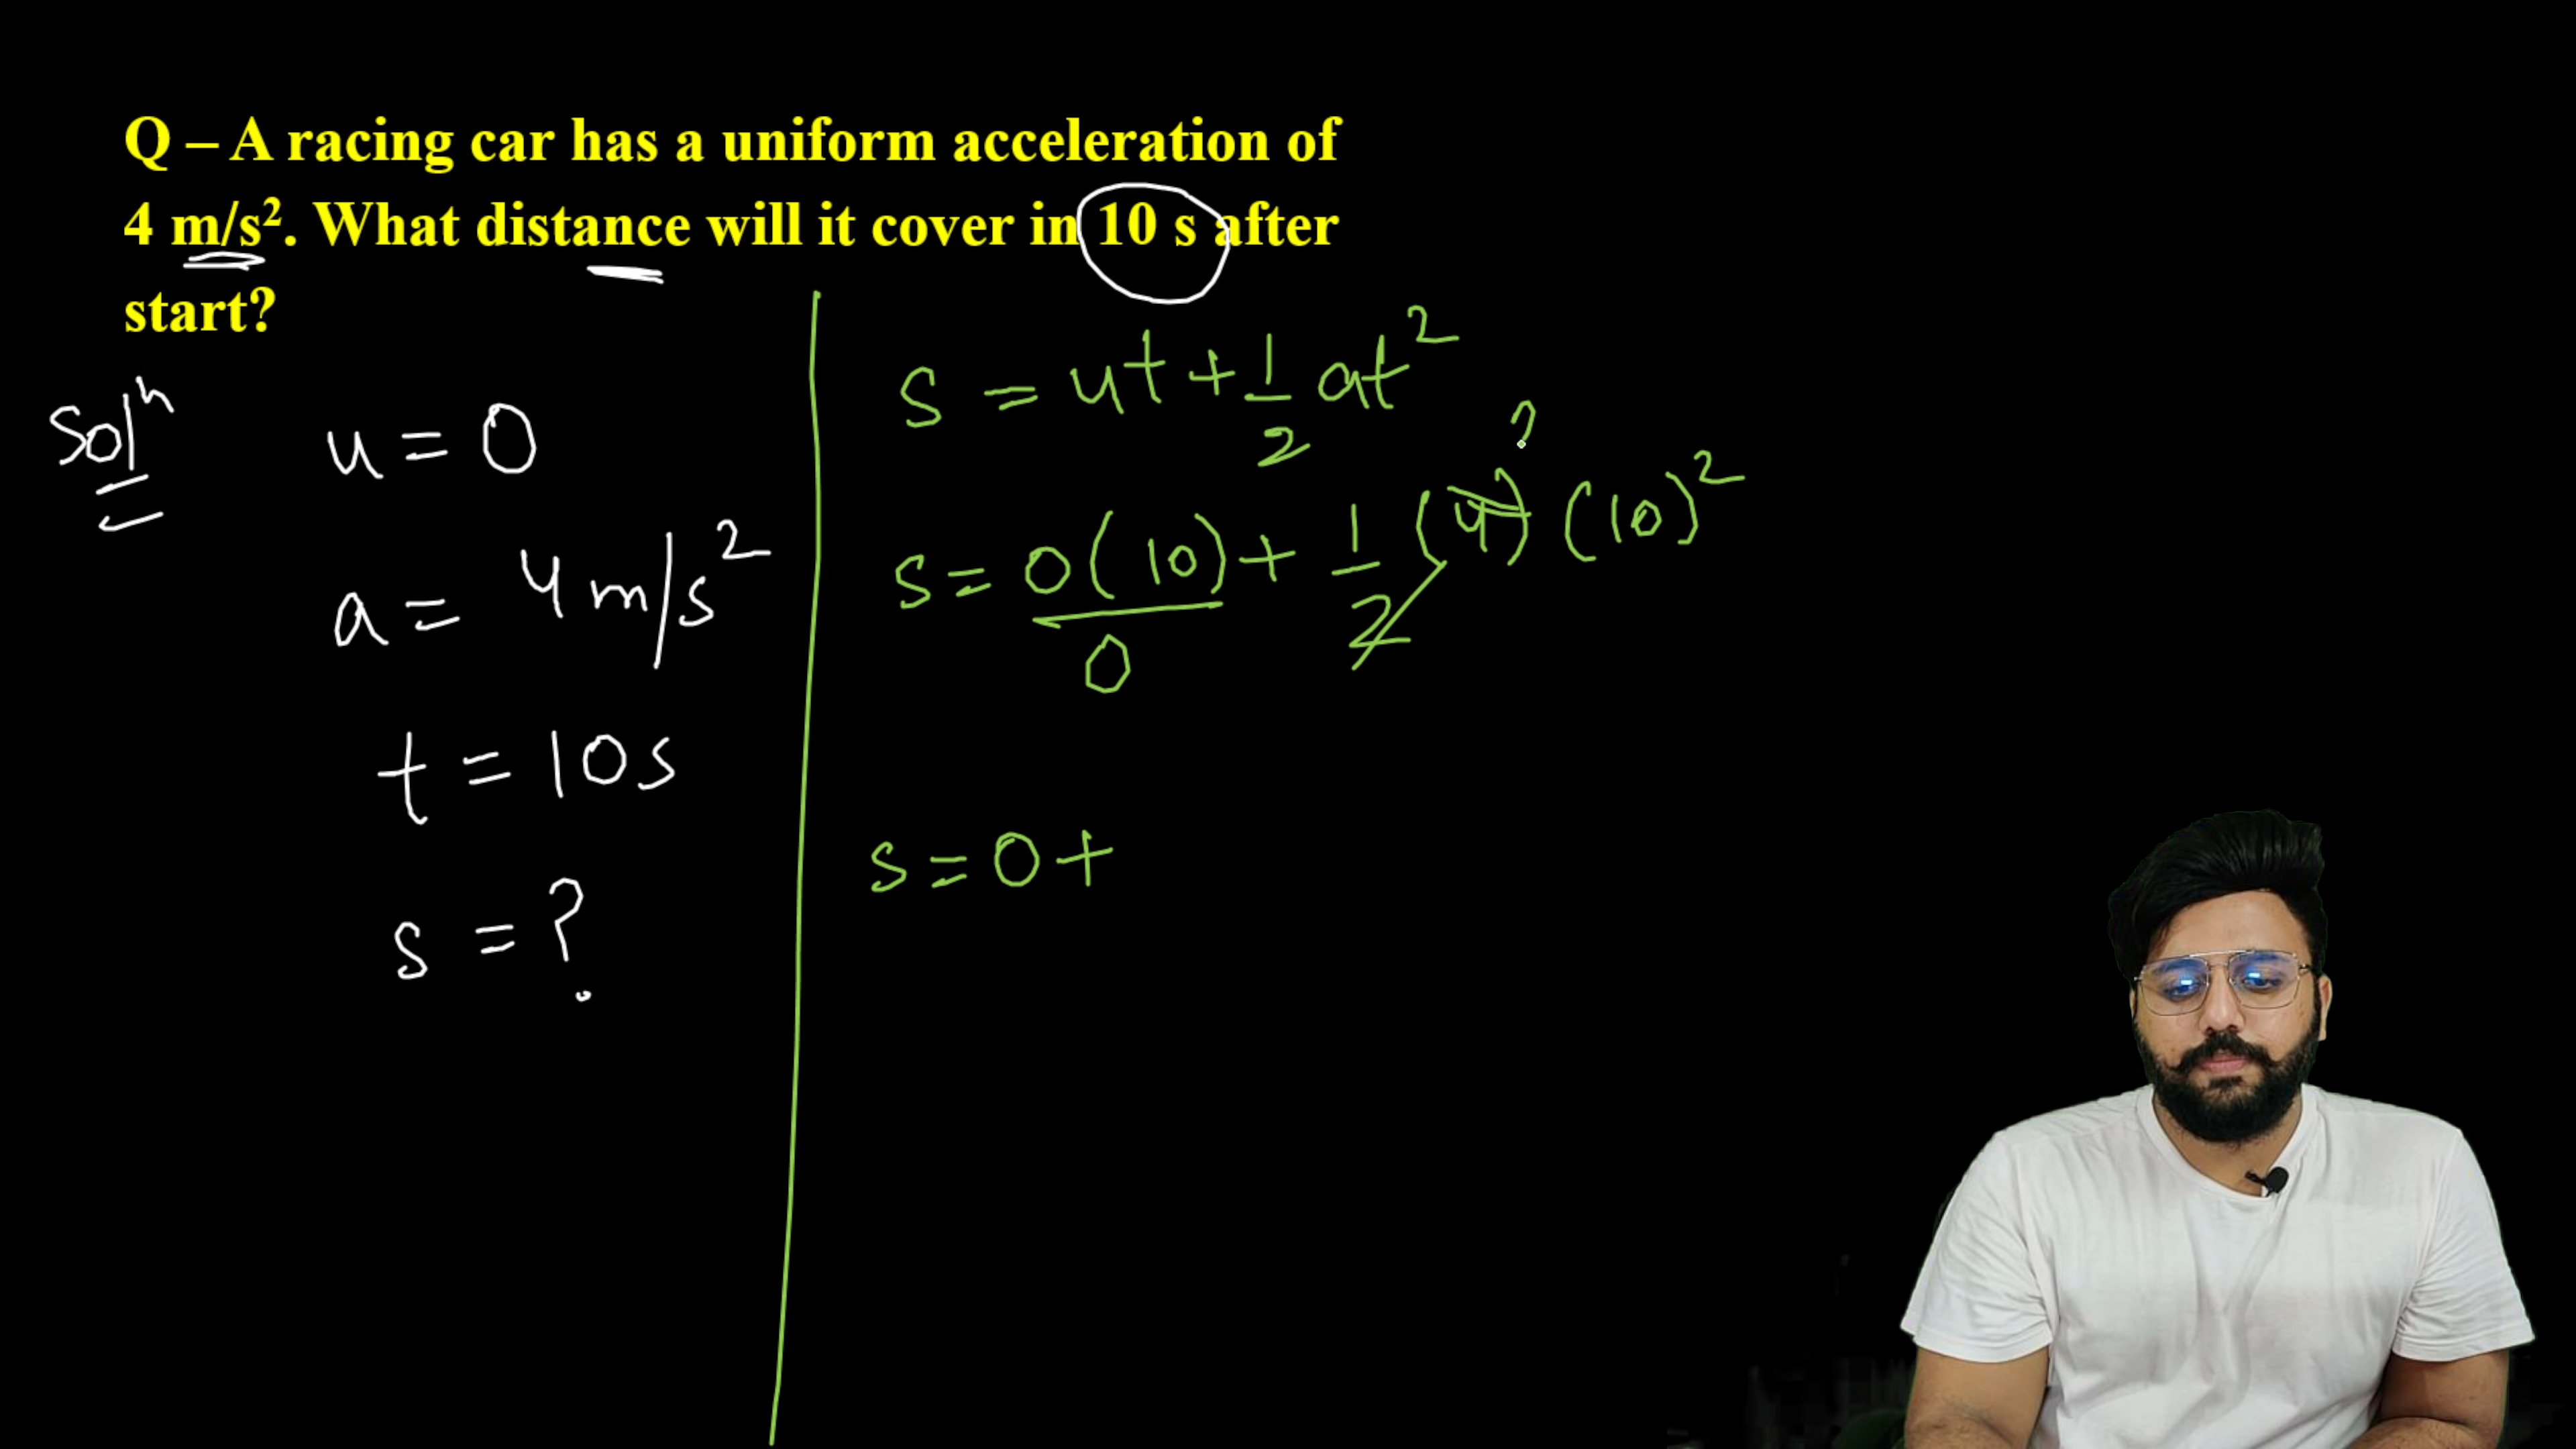 Q – A racing car has a uniform acceleration of
4 m/s². What distance will it cover in 10 s after
start?
Solⁿ
u = 0
a = 4 m/s²
t = 10s
s = ?
s = ut + 1/2 at²
s = 0(10) + 1/2 (4) (10)²
0
s = 0 +